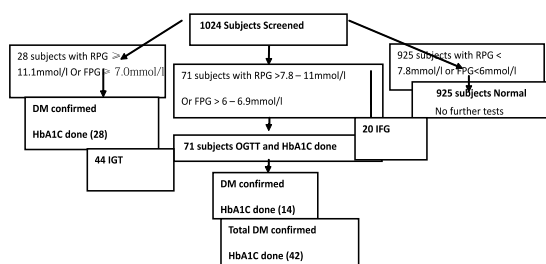 1024 Subjects Screened
28 subjects with RPG ⩾
11.1mmol/l Or FPG ⩾ 7.0mmol/l
71 subjects with RPG >7.8 – 11mmol/l
Or FPG > 6 – 6.9mmol/l
925 subjects with RPG <
7.8mmol/l or FPG<6mmol/l
DM confirmed
HbA1C done (28)
925 subjects Normal
No further tests
20 IFG
71 subjects OGTT and HbA1C done
44 IGT
DM confirmed
HbA1C done (14)
Total DM confirmed
HbA1C done (42)